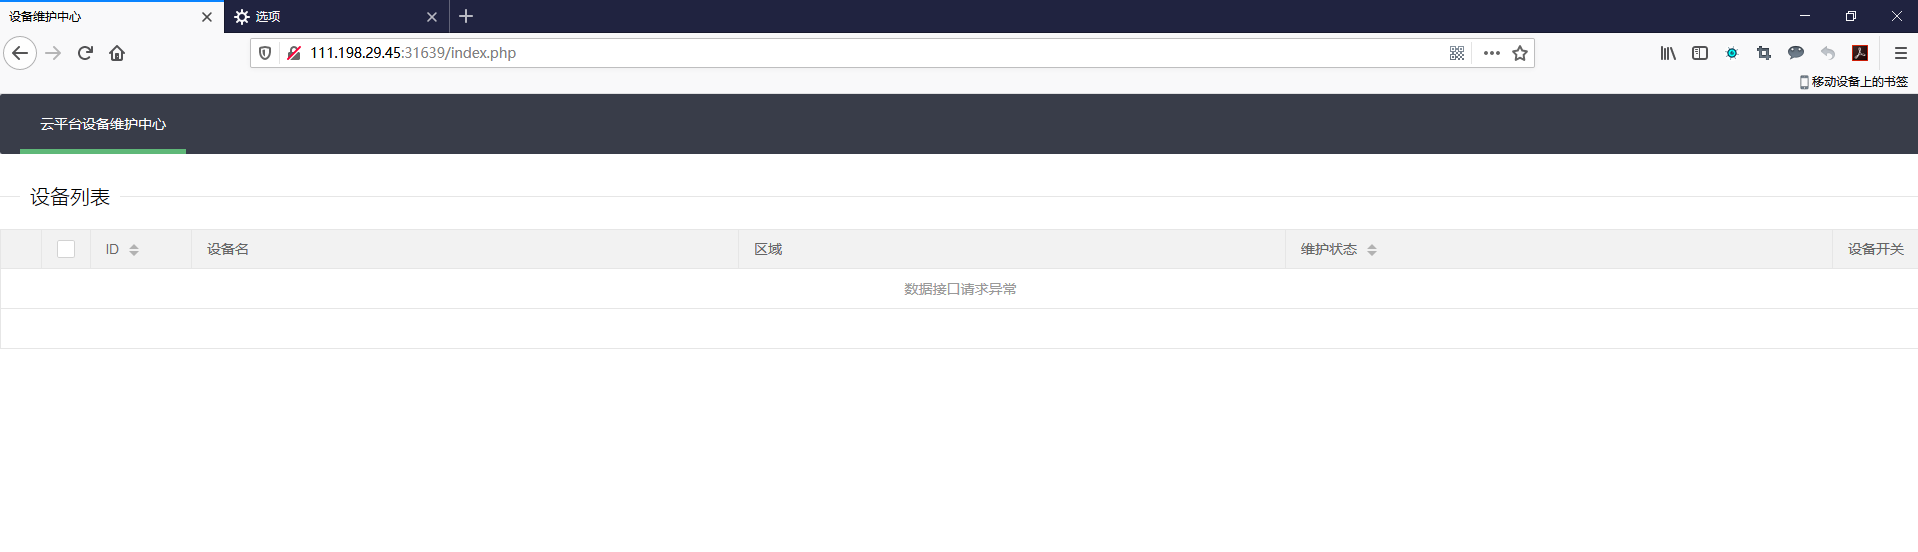 设备维护中心
选项
111.198.29.45:31639/index.php
移动设备上的书签
云平台设备维护中心
设备列表
ID 设备名 区域 维护状态 设备开关
数据接口请求异常